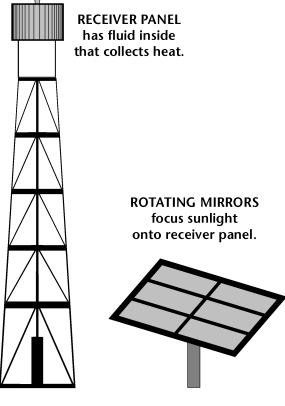 RECEIVER PANEL
has fluid inside
that collects heat.
ROTATING MIRRORS
focus sunlight
onto receiver panel.